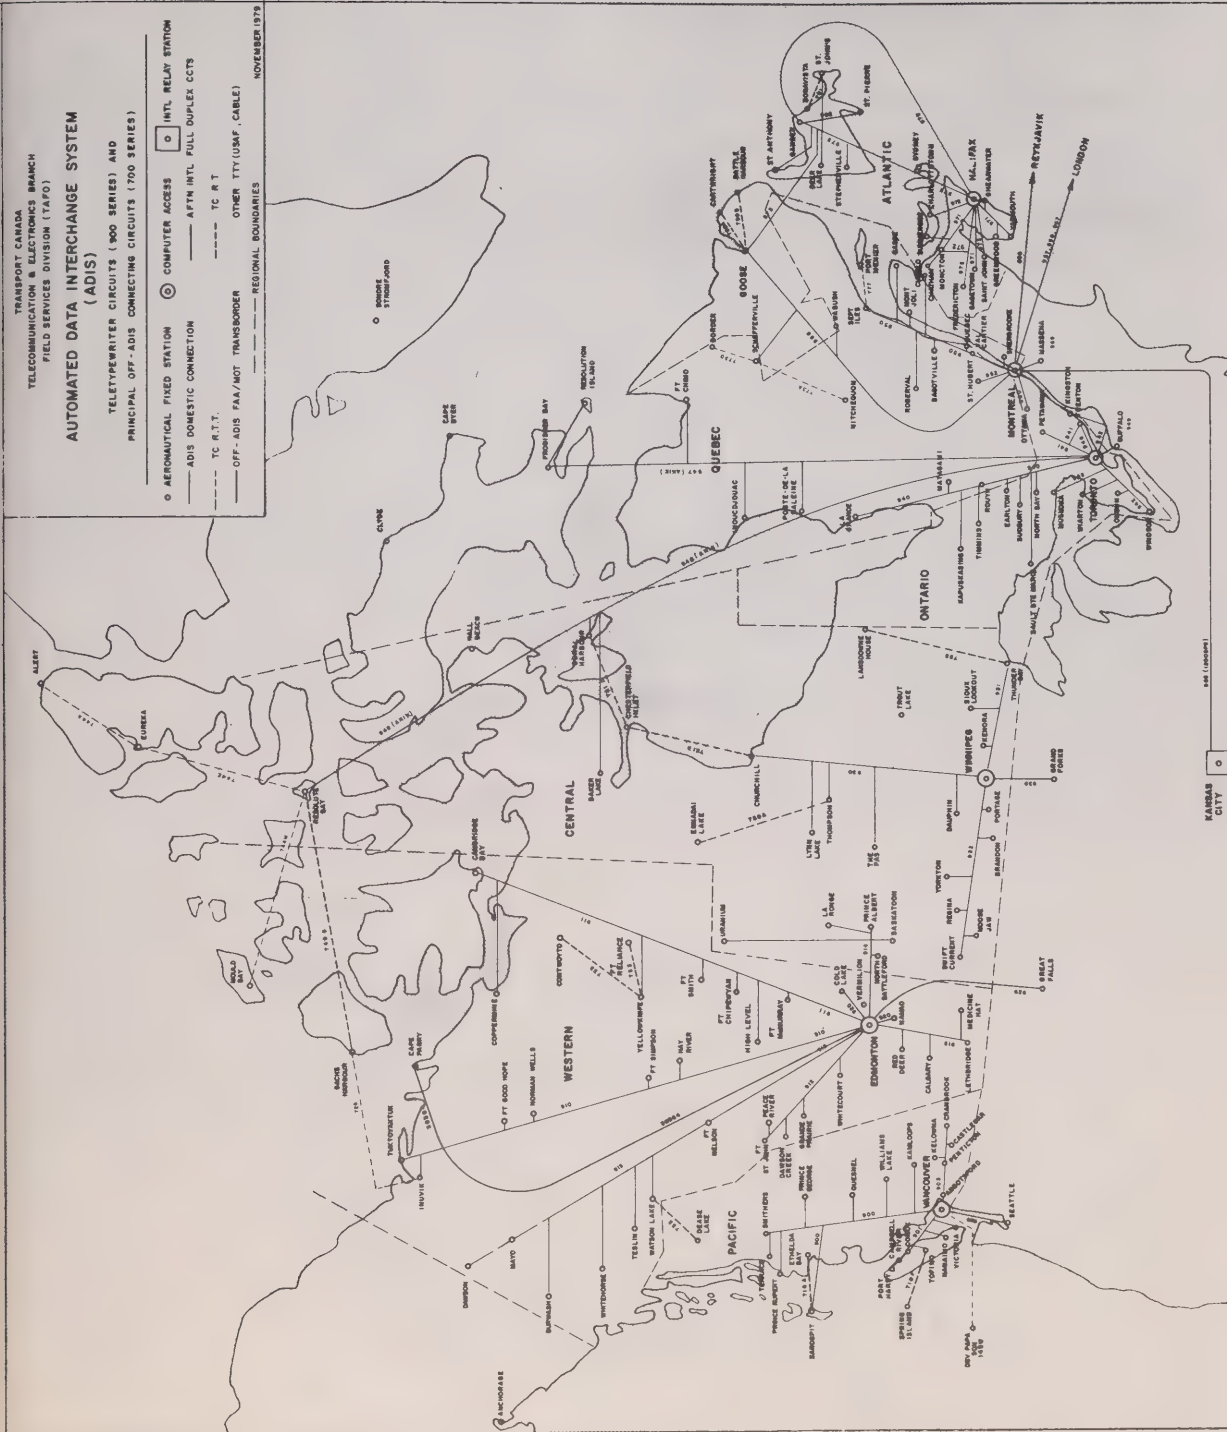 TRANSPORT CANADA
TELECOMMUNICATION & ELECTRONICS BRANCH
FIELD SERVICES DIVISION (TAFO)
AUTOMATED DATA INTERCHANGE SYSTEM
(ADIS)
TELETYPEWRITER CIRCUITS (900 SERIES) AND
PRINCIPAL OFF-ADIS CONNECTING CIRCUITS (700 SERIES)
AERONAUTICAL FIXED STATION
COMPUTER ACCESS
INTL RELAY STATION
ADIS DOMESTIC CONNECTION
AFTN INTL FULL DUPLEX CCTS
TC R.T.T.
TC R T
OFF-ADIS FAA/MOT TRANSBORDER
OTHER TTY (USAF, CABLE)
REGIONAL BOUNDARIES
NOVEMBER 1979
ALERT
EUREKA
RESOLUTE BAY
MOULD BAY
SACHS HARBOUR
CAPE PARRY
TUKTOYAKTUK
INUVIK
CAMBRIDGE BAY
COPPERMINE
CONTWOYTO
FT RELIANCE
YELLOWKNIFE
FT SIMPSON
HAY RIVER
FT GOOD HOPE
NORMAN WELLS
WESTERN
FT SMITH
FT CHIPEWYAN
HIGH LEVEL
FT McMURRAY
URANIUM
LA RONGE
PRINCE ALBERT
SASKATOON
COLD LAKE
VERMILION
NORTH BATTLEFORD
EDMONTON
NAMAO
RED DEER
CALGARY
LETHBRIDGE
MEDICINE HAT
GREAT FALLS
WHITECOURT
PEACE RIVER
GRANDE PRAIRIE
DAWSON CREEK
FT ST JOHN
FT NELSON
WATSON LAKE
TESLIN
DEASE LAKE
WHITEHORSE
BURWASH
MAYO
DAWSON
ANCHORAGE
PACIFIC
SMITHERS
TERRACE
PRINCE RUPERT
ETHELDA BAY
SANDSPIT
PRINCE GEORGE
QUESNEL
WILLIAMS LAKE
KAMLOOPS
KELOWNA
CRANBROOK
CASTLEGAR
PENTICTON
ABBOTSFORD
VANCOUVER
CAMPBELL RIVER
COMOX
PORT HARDY
SPRING ISLAND
TOFINO
NANAIMO
VICTORIA
SEATTLE
CENTRAL
BAKER LAKE
CHESTERFIELD INLET
CORAL HARBOUR
HALL BEACH
CLYDE
CAPE DYER
SONDRE STROMFJORD
FROBISHER BAY
RESOLUTION ISLAND
ENNADAI LAKE
CHURCHILL
LYNN LAKE
THOMPSON
THE PAS
DAUPHIN
PORTAGE
BRANDON
YORKTON
REGINA
MOOSE JAW
SWIFT CURRENT
WINNIPEG
KENORA
SIOUX LOOKOUT
TROUT LAKE
LANSDOWNE HOUSE
THUNDER BAY
GRAND FORKS
KANSAS CITY
ONTARIO
KAPUSKASING
TIMMINS
ROUYN
EARLTON
SUDBURY
NORTH BAY
SAULT STE MARIE
MUSKOKA
WIARTON
TORONTO
LONDON
WINDSOR
BUFFALO
TRENTON
KINGSTON
PETAWAWA
OTTAWA
MONTREAL
MASSENA
SHERBROOKE
ST. HUBERT
QUEBEC
VAL CARTIER
BAGOTVILLE
ROBERVAL
MATAGAMI
LA GRANDE
POSTE-DE-LA BALEINE
INOUCDJOUAC
QUEBEC
FT CHIMO
BORDER
SCHEFFERVILLE
NITCHEQUON
WABUSH
SEPT ILES
PORT MENIER
MONT JOLI
GASPE
CHATHAM
MONCTON
FREDERICTON
GAGETOWN
SAINT JOHN
GREENWOOD
YARMOUTH
SHEARWATER
HALIFAX
SYDNEY
CHARLOTTETOWN
ATLANTIC
GOOSE
CARTWRIGHT
BATTLE HARBOUR
ST ANTHONY
GANDER
BONAVISTA
ST. JOHN'S
ST. PIERRE
DEER LAKE
STEPHENVILLE
REYKJAVIK
LONDON